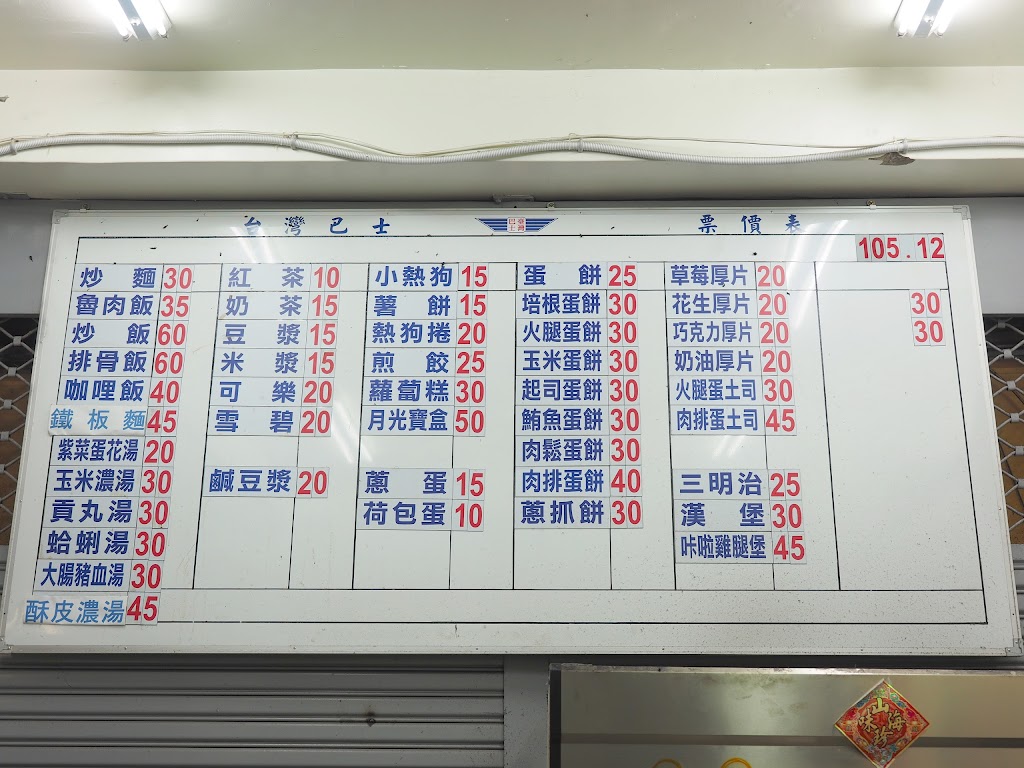 台灣巴士 巴士 臺灣 票價表
105.12
炒麵 30
魯肉飯 35
炒飯 60
排骨飯 60
咖哩飯 40
鐵板麵 45
紫菜蛋花湯 20
玉米濃湯 30
貢丸湯 30
蛤蜊湯 30
大腸豬血湯 30
酥皮濃湯 45
紅茶 10
奶茶 15
豆漿 15
米漿 15
可樂 20
雪碧 20
鹹豆漿 20
小熱狗 15
薯餅 15
熱狗捲 20
煎餃 25
蘿蔔糕 30
月光寶盒 50
蔥蛋 15
荷包蛋 10
蛋餅 25
培根蛋餅 30
火腿蛋餅 30
玉米蛋餅 30
起司蛋餅 30
鮪魚蛋餅 30
肉鬆蛋餅 30
肉排蛋餅 40
蔥抓餅 30
草莓厚片 20
花生厚片 20
巧克力厚片 20
奶油厚片 20
火腿蛋土司 30
肉排蛋土司 45
三明治 25
漢堡 30
咔啦雞腿堡 45
30
30
山珍海味